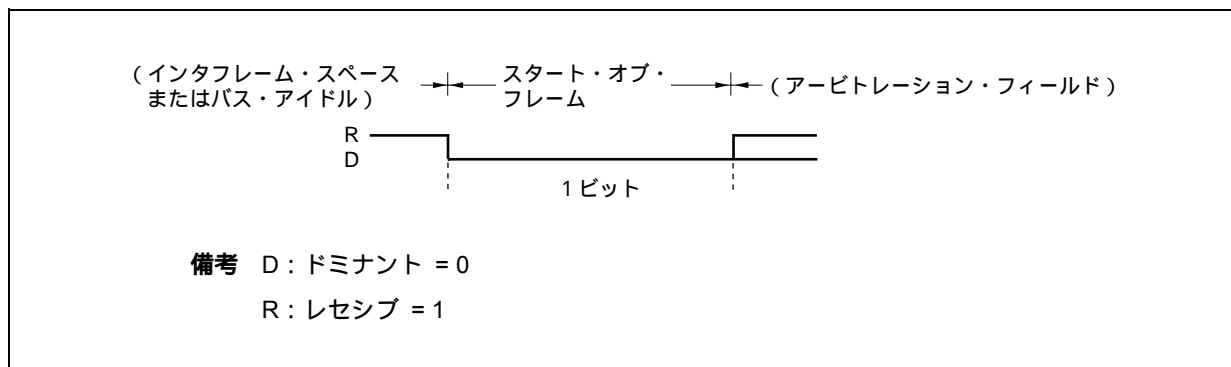 （インタフレーム・スペース
またはバス・アイドル）
スタート・オブ・
フレーム
（アービトレーション・フィールド）
R
D
1 ビット
備考 D：ドミナント = 0
R：レセシブ = 1